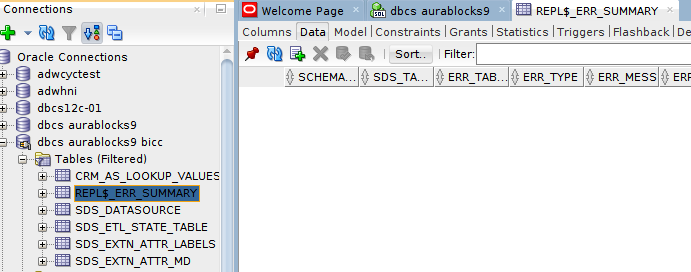 Connections
Oracle Connections
adwcyctest
adwhni
dbcs12c-01
dbcs aurablocks9
dbcs aurablocks9 bicc
Tables (Filtered)
CRM_AS_LOOKUP_VALUES
REPL$_ERR_SUMMARY
SDS_DATASOURCE
SDS_ETL_STATE_TABLE
SDS_EXTN_ATTR_LABELS
SDS_EXTN_ATTR_MD
Welcome Page dbcs aurablocks9 REPL$_ERR_SUMMARY
Columns Data Model Constraints Grants Statistics Triggers Flashback De
Sort.. Filter:
SCHEMA... SDS_TA... ERR_TAB... ERR_TYPE ERR_MESS ERR